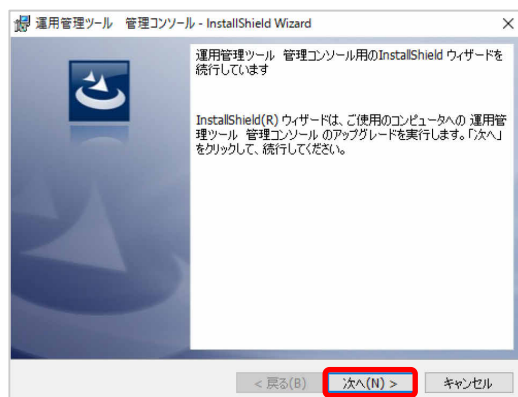 運用管理ツール　管理コンソール - InstallShield Wizard
運用管理ツール　管理コンソール用のInstallShield ウィザードを
続行しています
InstallShield(R) ウィザードは、ご使用のコンピュータへの 運用管
理ツール　管理コンソール のアップグレードを実行します。「次へ」
をクリックして、続行してください。
< 戻る(B)　次へ(N) >　キャンセル